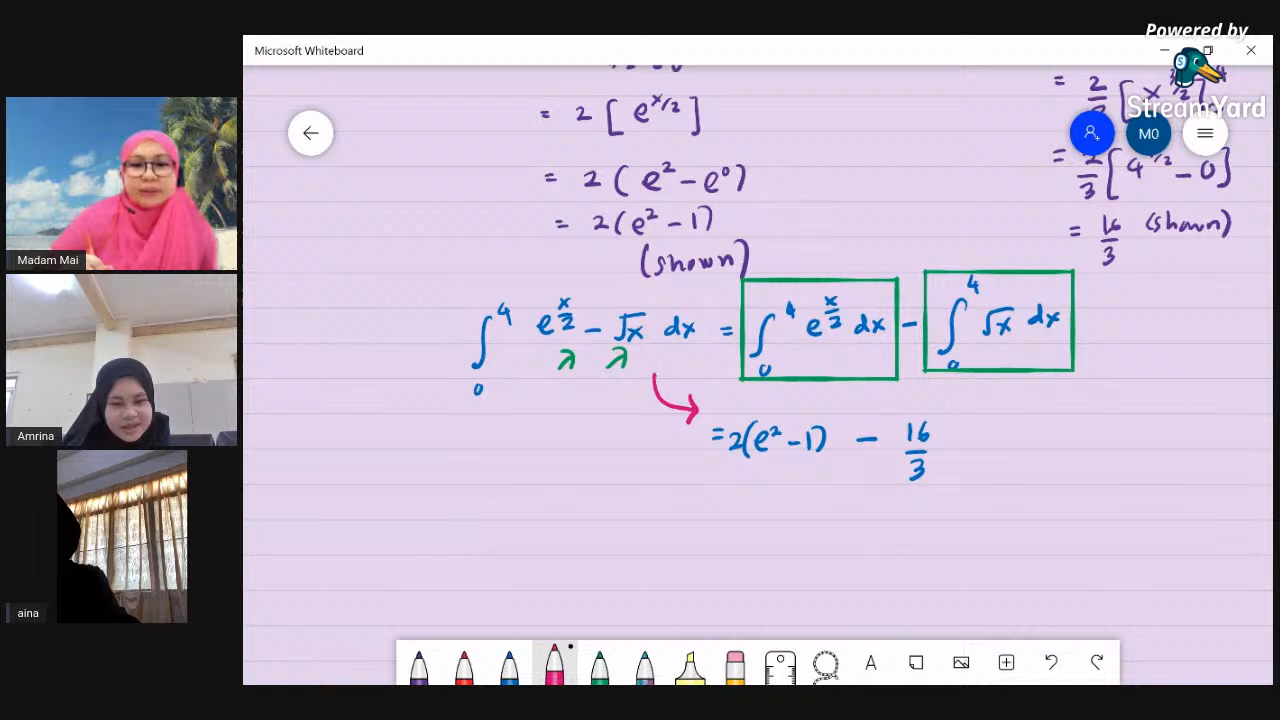 Powered by
StreamYard
Microsoft Whiteboard
= 2 [ e^{x/2} ]
= 2 ( e² - e⁰ )
= 2(e² - 1)
(shown)
= 2/3 [ 4^{3/2} - 0 ]
= 16/3 (shown)
M0
∫₀⁴ e^{x/2} - √x dx = ∫₀⁴ e^{x/2} dx - ∫₀⁴ √x dx
λ λ
= 2(e² - 1) - 16/3
Madam Mai
Amrina
aina
A